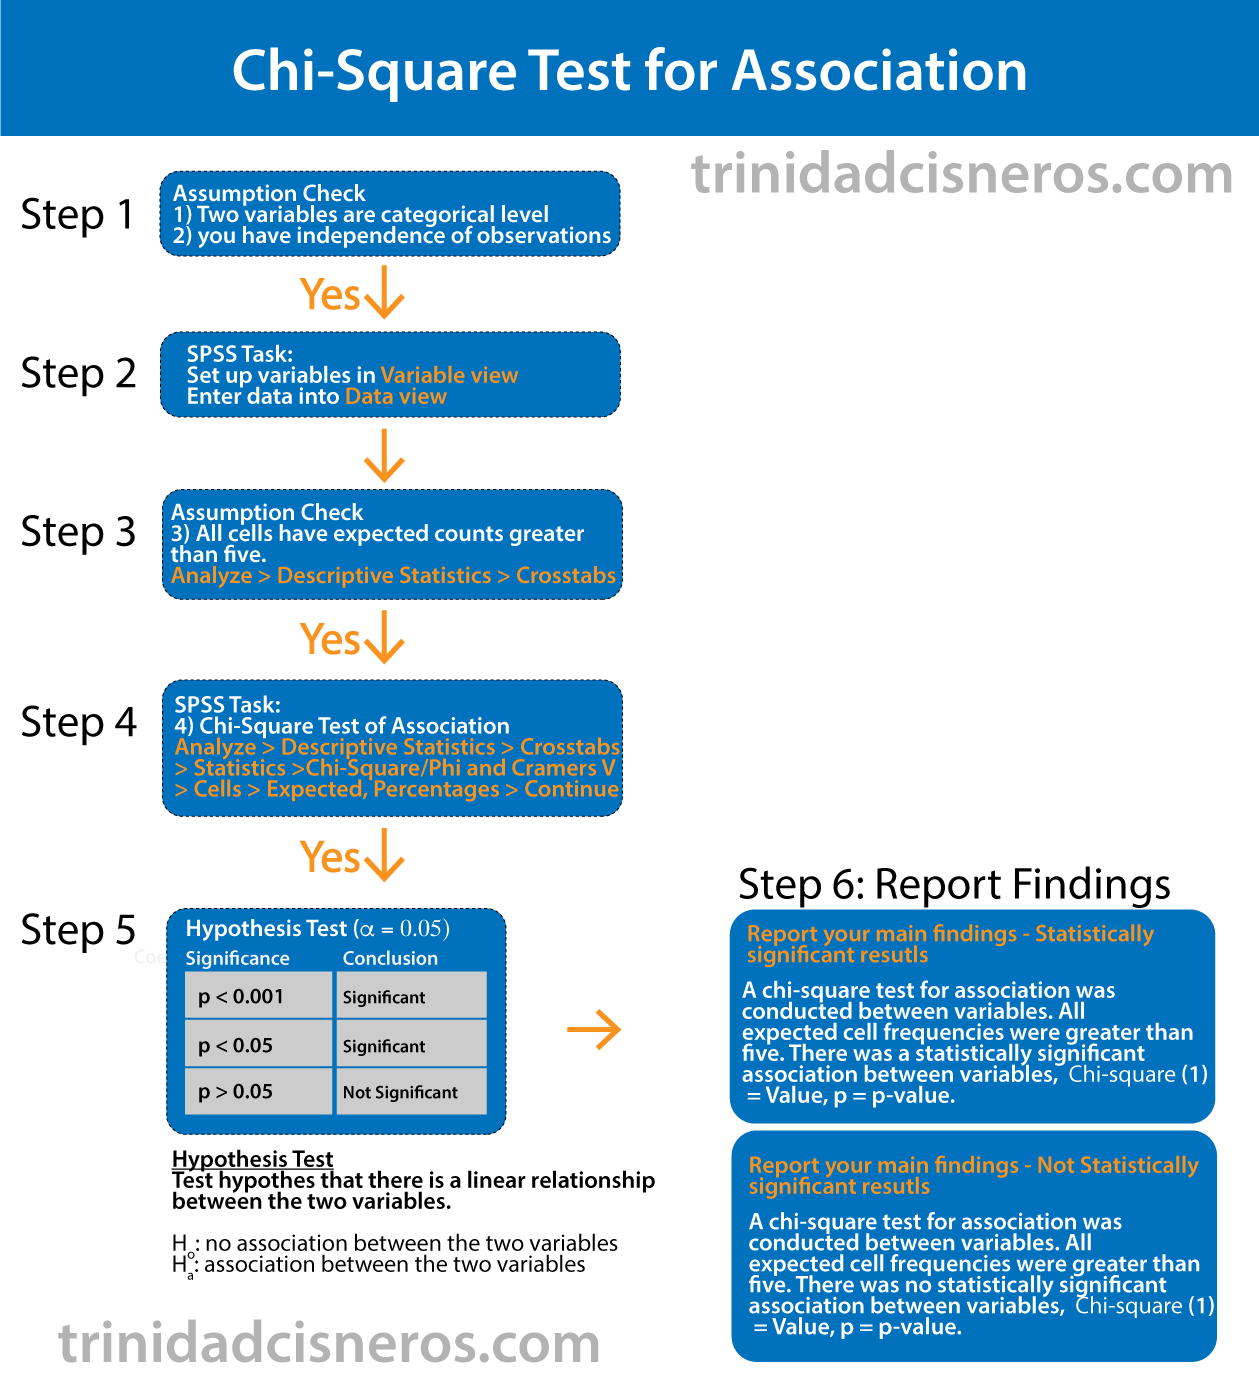 Chi-Square Test for Association
trinidadcisneros.com
Step 1
Assumption Check
1) Two variables are categorical level
2) you have independence of observations
Yes
Step 2
SPSS Task:
Set up variables in Variable view
Enter data into Data view
Step 3
Assumption Check
3) All cells have expected counts greater
than five.
Analyze > Descriptive Statistics > Crosstabs
Yes
Step 4
SPSS Task:
4) Chi-Square Test of Association
Analyze > Descriptive Statistics > Crosstabs
> Statistics >Chi-Square/Phi and Cramers V
> Cells > Expected, Percentages > Continue
Yes
Step 5
Coe
Hypothesis Test (α = 0.05)
Significance Conclusion
p < 0.001 Significant
p < 0.05 Significant
p > 0.05 Not Significant
Hypothesis Test
Test hypothes that there is a linear relationship
between the two variables.
Ho: no association between the two variables
Ha: association between the two variables
Step 6: Report Findings
Report your main findings - Statistically
significant resutls
A chi-square test for association was
conducted between variables. All
expected cell frequencies were greater than
five. There was a statistically significant
association between variables, Chi-square (1)
= Value, p = p-value.
Report your main findings - Not Statistically
significant resutls
A chi-square test for association was
conducted between variables. All
expected cell frequencies were greater than
five. There was no statistically significant
association between variables, Chi-square (1)
= Value, p = p-value.
trinidadcisneros.com